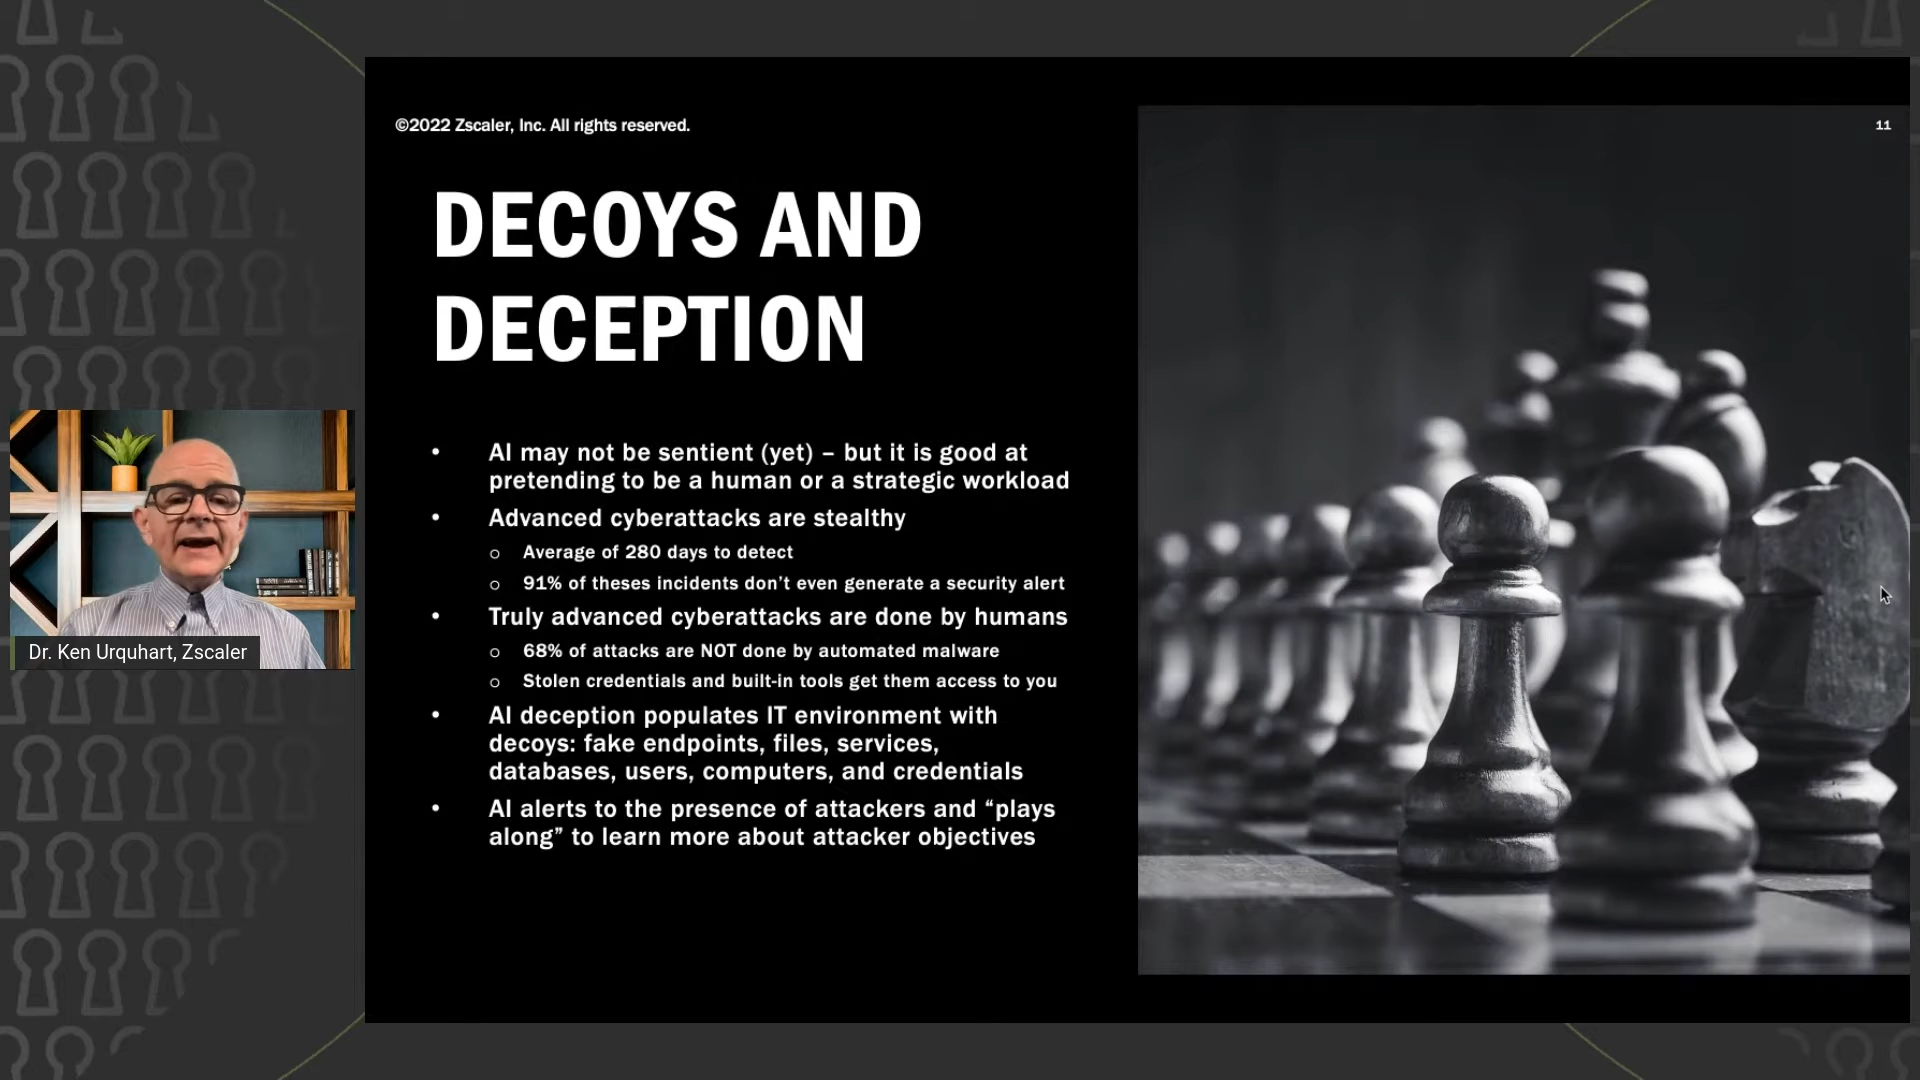 ©2022 Zscaler, Inc. All rights reserved.
11
DECOYS AND
DECEPTION
• AI may not be sentient (yet) – but it is good at
pretending to be a human or a strategic workload
• Advanced cyberattacks are stealthy
○ Average of 280 days to detect
○ 91% of theses incidents don’t even generate a security alert
• Truly advanced cyberattacks are done by humans
○ 68% of attacks are NOT done by automated malware
○ Stolen credentials and built-in tools get them access to you
• AI deception populates IT environment with
decoys: fake endpoints, files, services,
databases, users, computers, and credentials
• AI alerts to the presence of attackers and “plays
along” to learn more about attacker objectives
Dr. Ken Urquhart, Zscaler